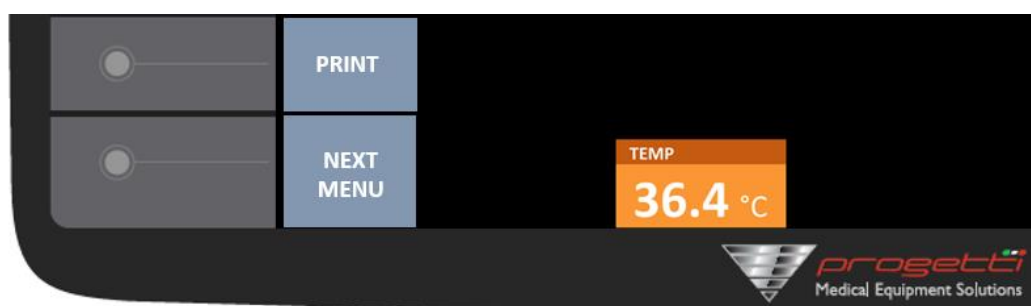 PRINT
NEXT
MENU
TEMP
36.4 °C
progetti
Medical Equipment Solutions